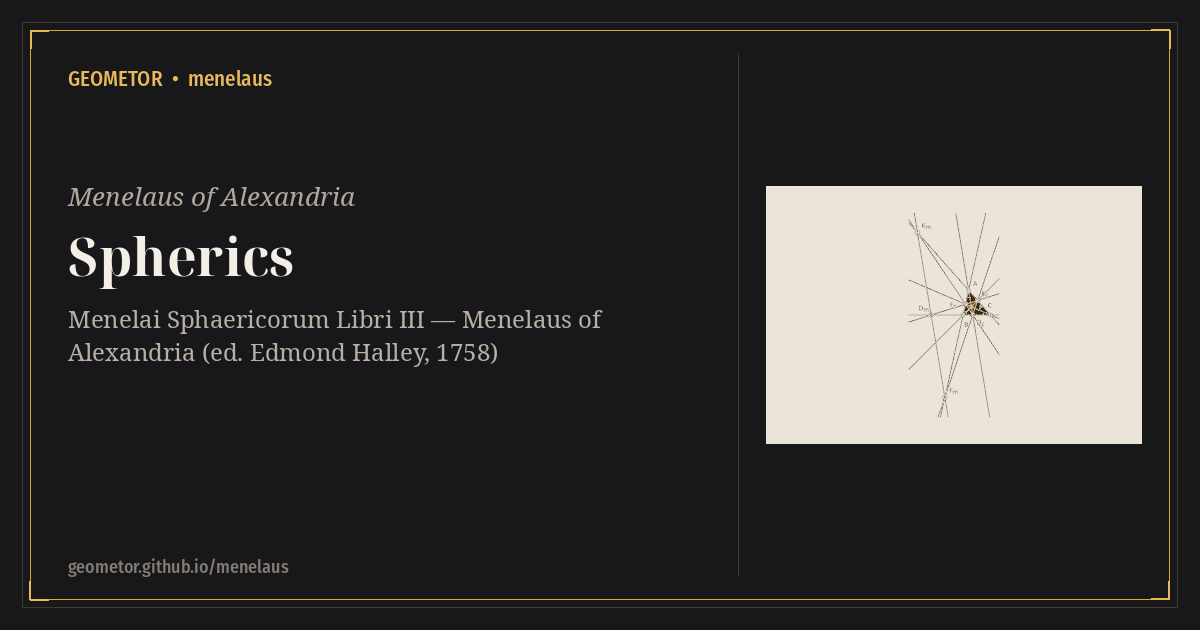 GEOMETOR • menelaus
Menelaus of Alexandria
Spherics
Menelai Sphaericorum Libri III — Menelaus of
Alexandria (ed. Edmond Halley, 1758)
geometor.github.io/menelaus
A
B
C